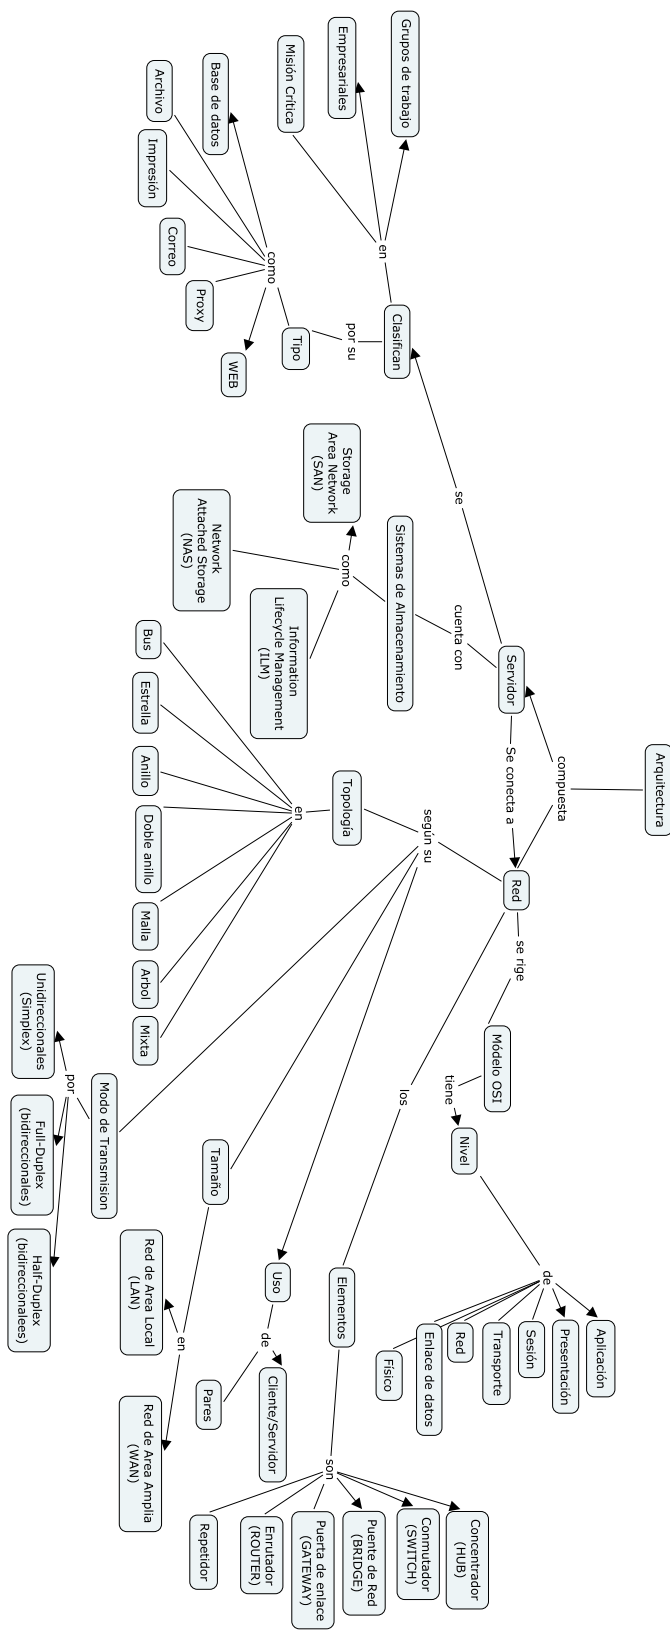 Arquitectura
compuesta
Servidor
Se conecta a
Red
se
cuenta con
según su
los
se rige
Clasifican
en
Grupos de trabajo
Empresariales
Misión Crítica
por su
Tipo
como
Base de datos
Archivo
Impresión
Correo
Proxy
WEB
Sistemas de Almacenamiento
como
Storage
Area Network
(SAN)
Network
Attached Storage
(NAS)
Information
Lifecycle Management
(ILM)
Topología
en
Bus
Estrella
Anillo
Doble anillo
Malla
Arbol
Mixta
Modo de Transmision
por
Unidireccionales
(Simplex)
Full-Duplex
(bidireccionales)
Half-Duplex
(bidireccionalees)
Tamaño
en
Red de Area Local
(LAN)
Red de Area Amplia
(WAN)
Uso
de
Cliente/Servidor
Pares
Elementos
son
Concentrador
(HUB)
Conmutador
(SWITCH)
Puente de Red
(BRIDGE)
Puerta de enlace
(GATEWAY)
Enrutador
(ROUTER)
Repetidor
Módelo OSI
tiene
Nivel
de
Aplicación
Presentación
Sesión
Transporte
Red
Enlace de datos
Físico